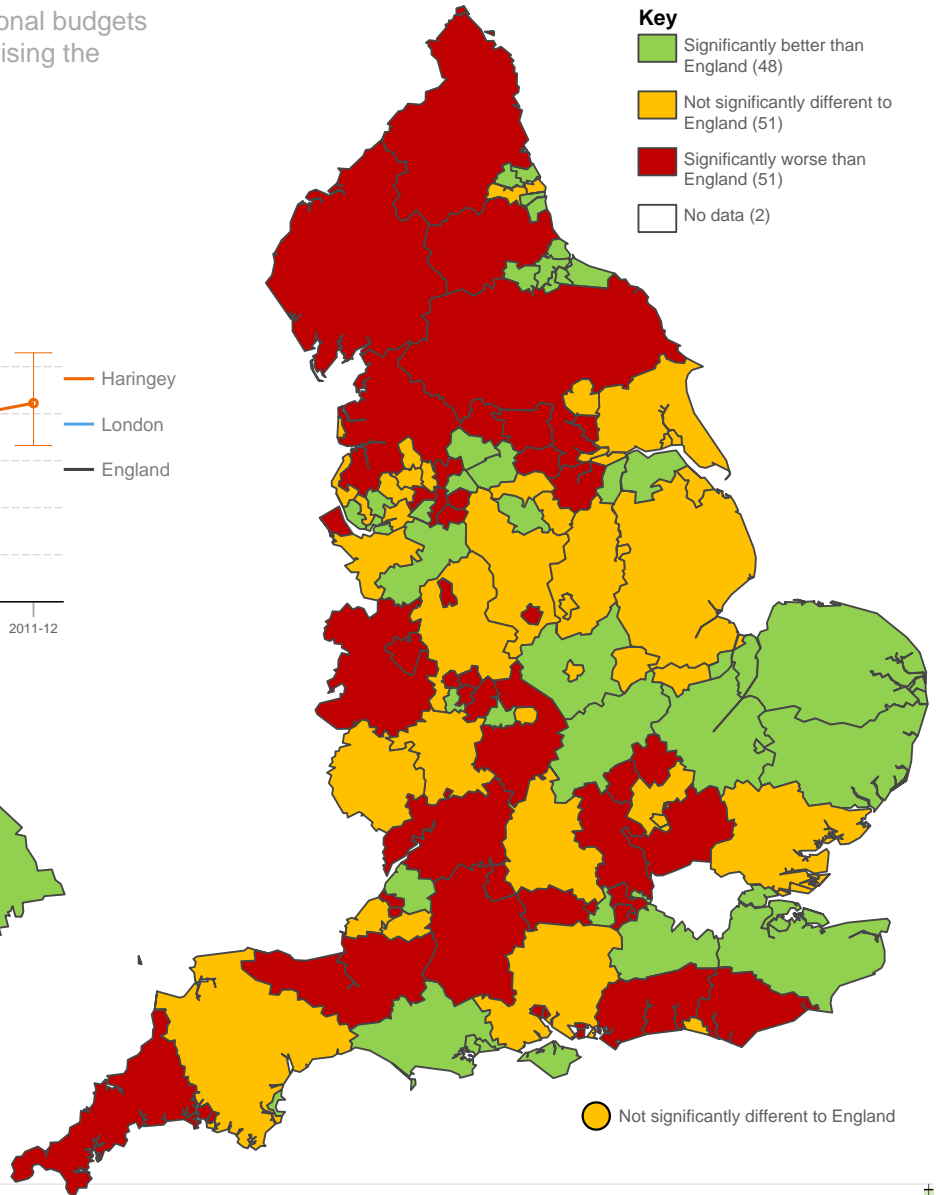 onal budgets
ising the
Key
Significantly better than
England (48)
Not significantly different to
England (51)
Significantly worse than
England (51)
No data (2)
Haringey
London
England
2011-12
Not significantly different to England